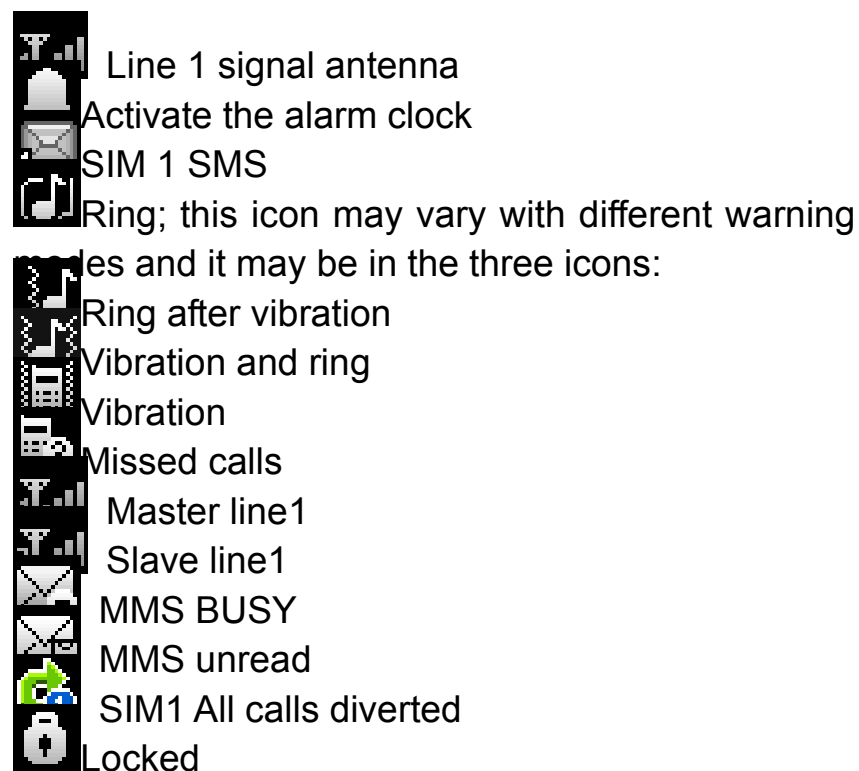 Line 1 signal antenna
Activate the alarm clock
SIM 1 SMS
Ring; this icon may vary with different warning
modes and it may be in the three icons:
Ring after vibration
Vibration and ring
Vibration
Missed calls
Master line1
Slave line1
MMS BUSY
MMS unread
SIM1 All calls diverted
Locked